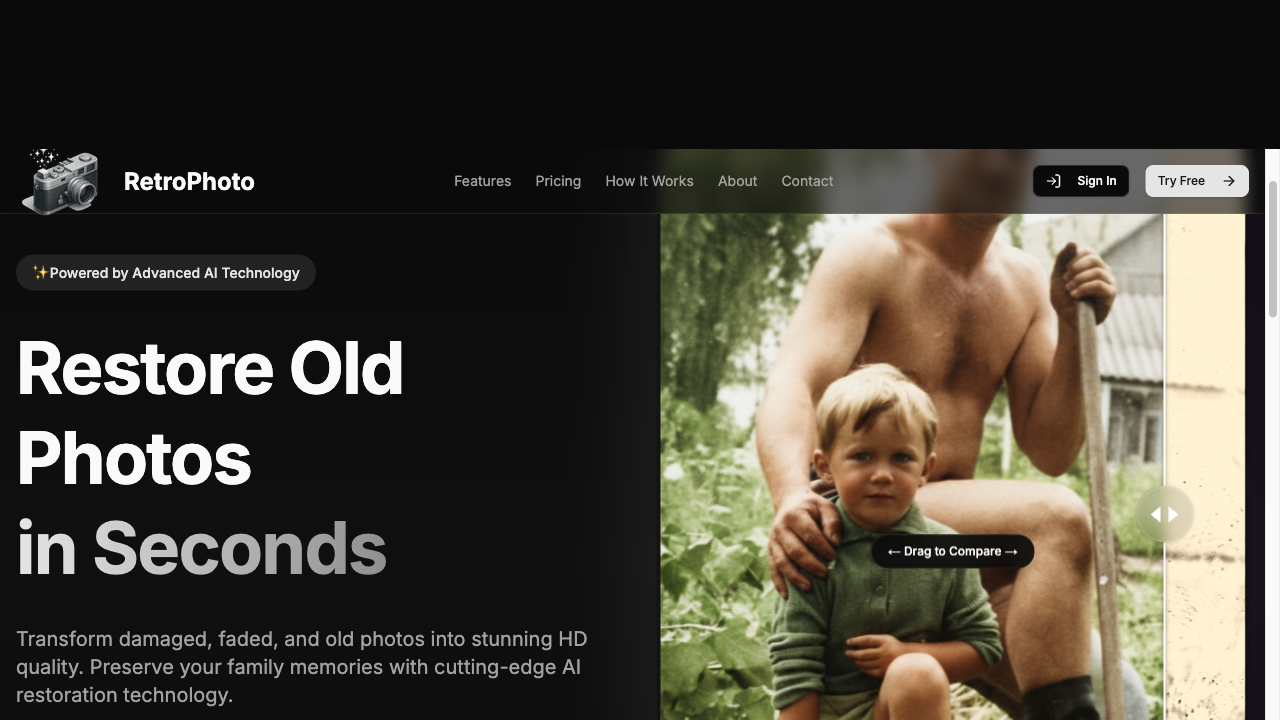 RetroPhoto
Features
Pricing
How It Works
About
Contact
Sign In
Try Free →
✨Powered by Advanced AI Technology
Restore Old
Photos
in Seconds
Transform damaged, faded, and old photos into stunning HD
quality. Preserve your family memories with cutting-edge AI
restoration technology.
← Drag to Compare →